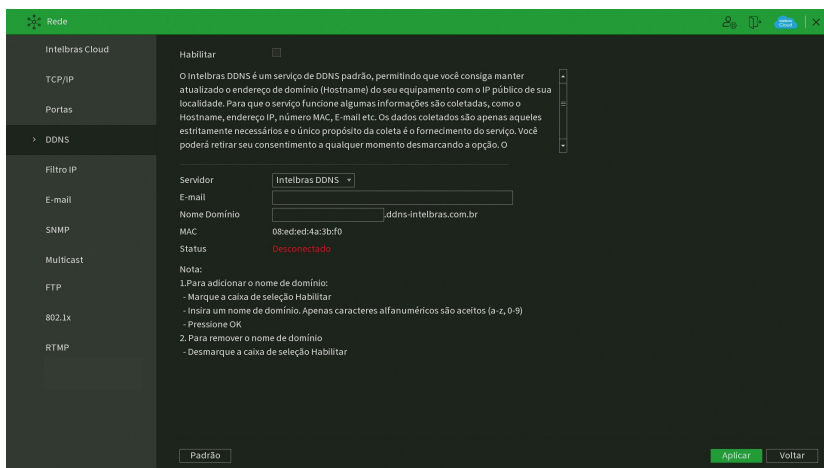 Rede
Intelbras Cloud
Intelbras Cloud
TCP/IP
Portas
DDNS
Filtro IP
E-mail
SNMP
Multicast
FTP
802.1x
RTMP
Habilitar
O Intelbras DDNS é um serviço de DDNS padrão, permitindo que você consiga manter
atualizado o endereço de domínio (Hostname) do seu equipamento com o IP público de sua
localidade. Para que o serviço funcione algumas informações são coletadas, como o
Hostname, endereço IP, número MAC, E-mail etc. Os dados coletados são apenas aqueles
estritamente necessários e o único propósito da coleta é o fornecimento do serviço. Você
poderá retirar seu consentimento a qualquer momento desmarcando a opção. O
Servidor Intelbras DDNS
E-mail
Nome Domínio .ddns-intelbras.com.br
MAC 08:ed:ed:4a:3b:f0
Status Desconectado
Nota:
1.Para adicionar o nome de domínio:
- Marque a caixa de seleção Habilitar
- Insira um nome de domínio. Apenas caracteres alfanuméricos são aceitos (a-z, 0-9)
- Pressione OK
2. Para remover o nome de domínio
- Desmarque a caixa de seleção Habilitar
Padrão Aplicar Voltar